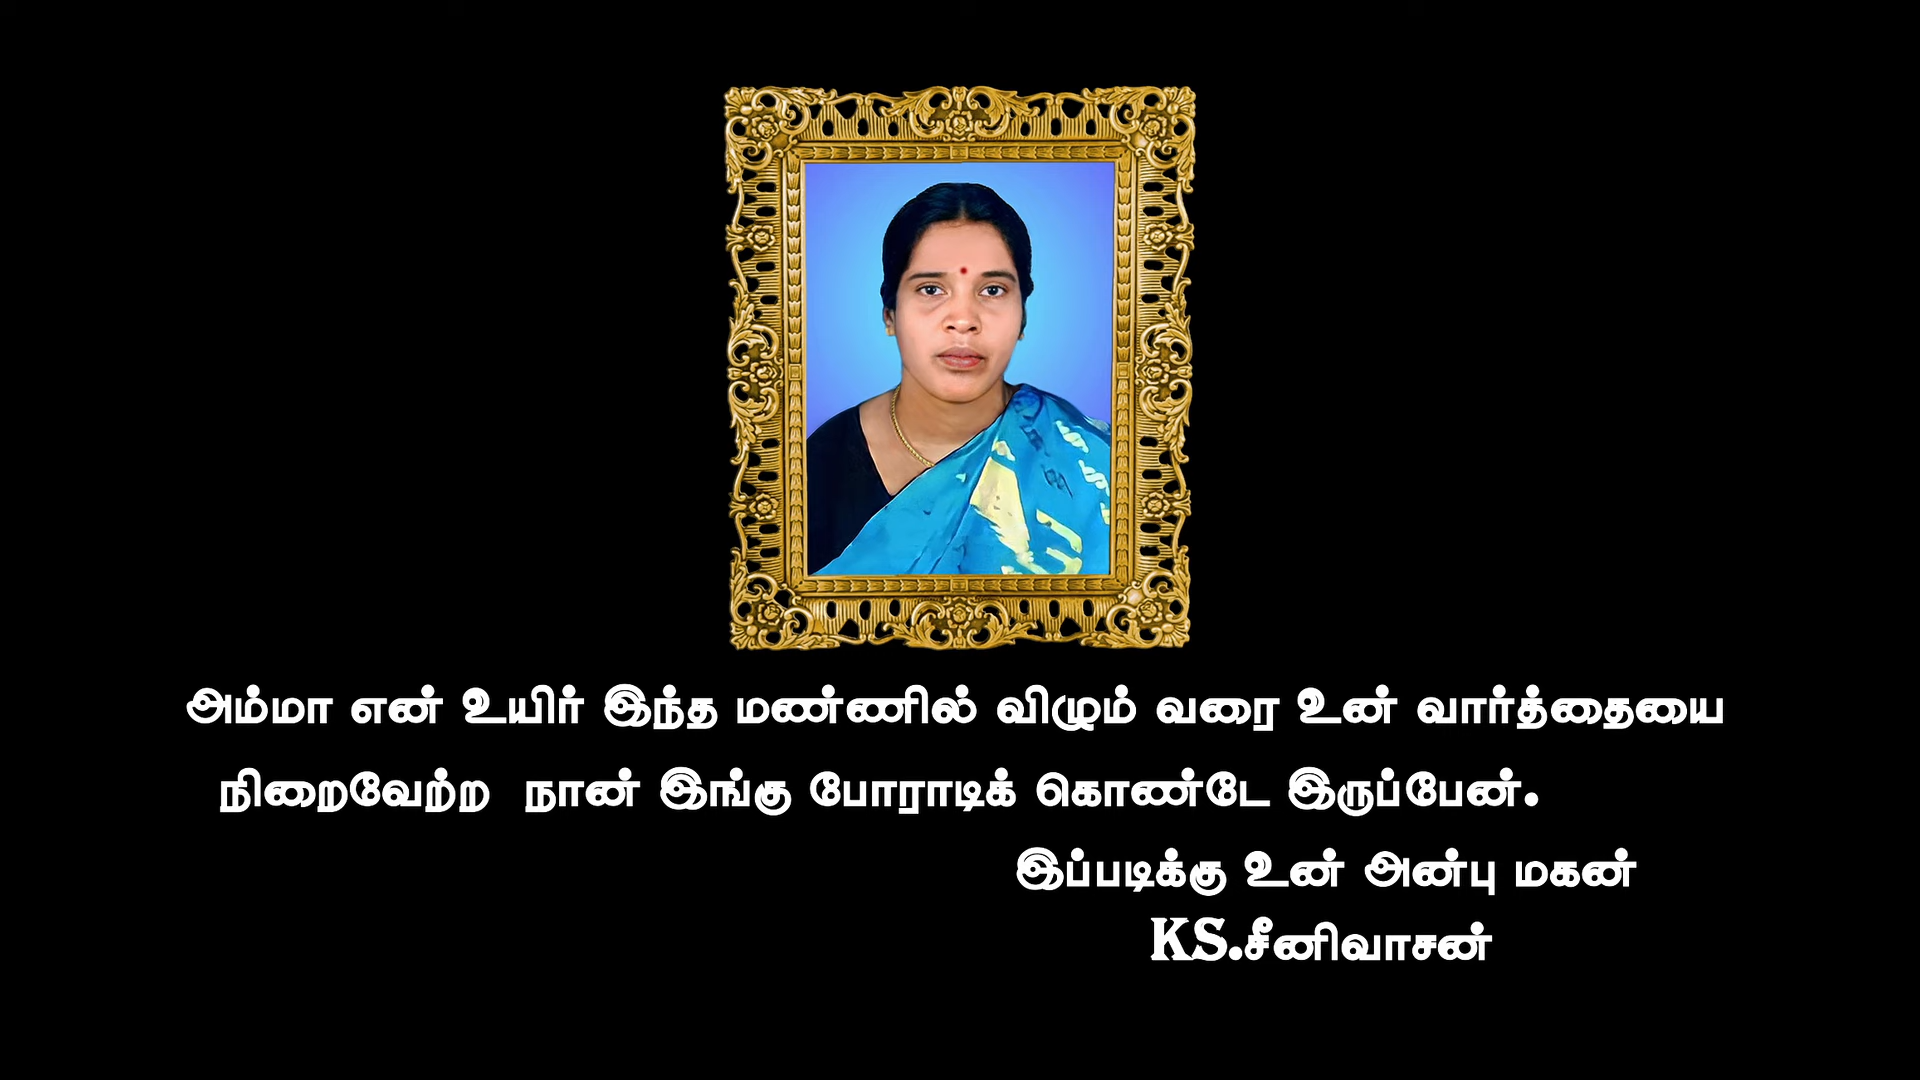 அம்மா என் உயிர் இந்த மண்ணில் விழும் வரை உன் வார்த்தையை
நிறைவேற்ற நான் இங்கு போராடிக் கொண்டே இருப்பேன்.
இப்படிக்கு உன் அன்பு மகன்
KS.சீனிவாசன்